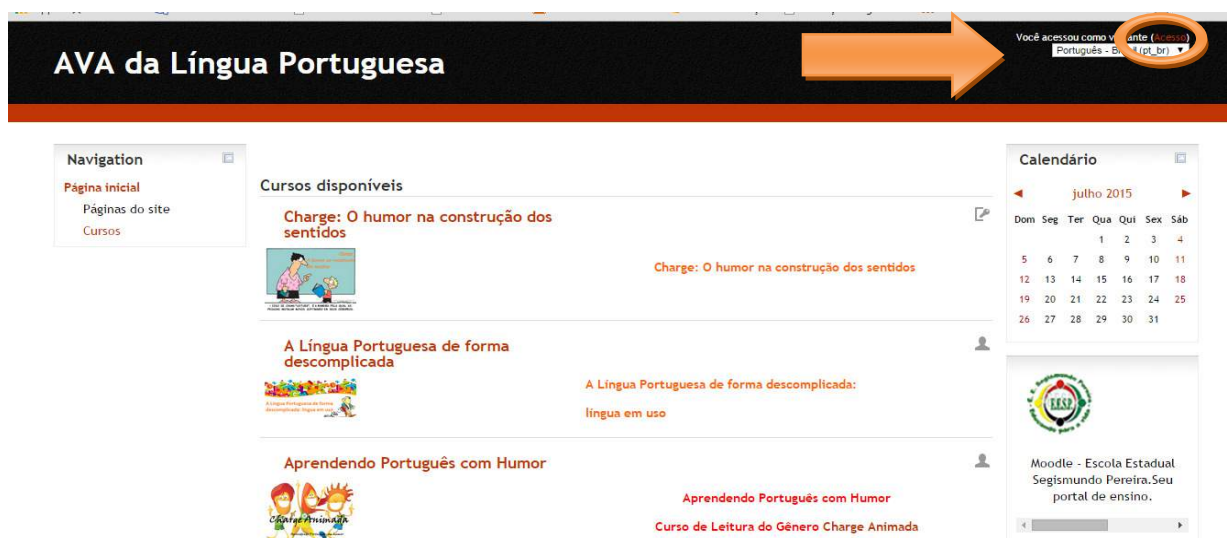 Você acessou como visitante (Acesso)
Português - Brasil (pt_br)
AVA da Língua Portuguesa
Navigation
Página inicial
Páginas do site
Cursos
Cursos disponíveis
Charge: O humor na construção dos
sentidos
Charge: O humor na construção dos sentidos
A Língua Portuguesa de forma
descomplicada
A Língua Portuguesa de forma descomplicada:
língua em uso
Aprendendo Português com Humor
Charge Animada
Aprendendo Português com Humor
Curso de Leitura do Gênero Charge Animada
Calendário
julho 2015
Dom Seg Ter Qua Qui Sex Sáb
1 2 3 4
5 6 7 8 9 10 11
12 13 14 15 16 17 18
19 20 21 22 23 24 25
26 27 28 29 30 31
EESP
Moodle - Escola Estadual
Segismundo Pereira.Seu
portal de ensino.